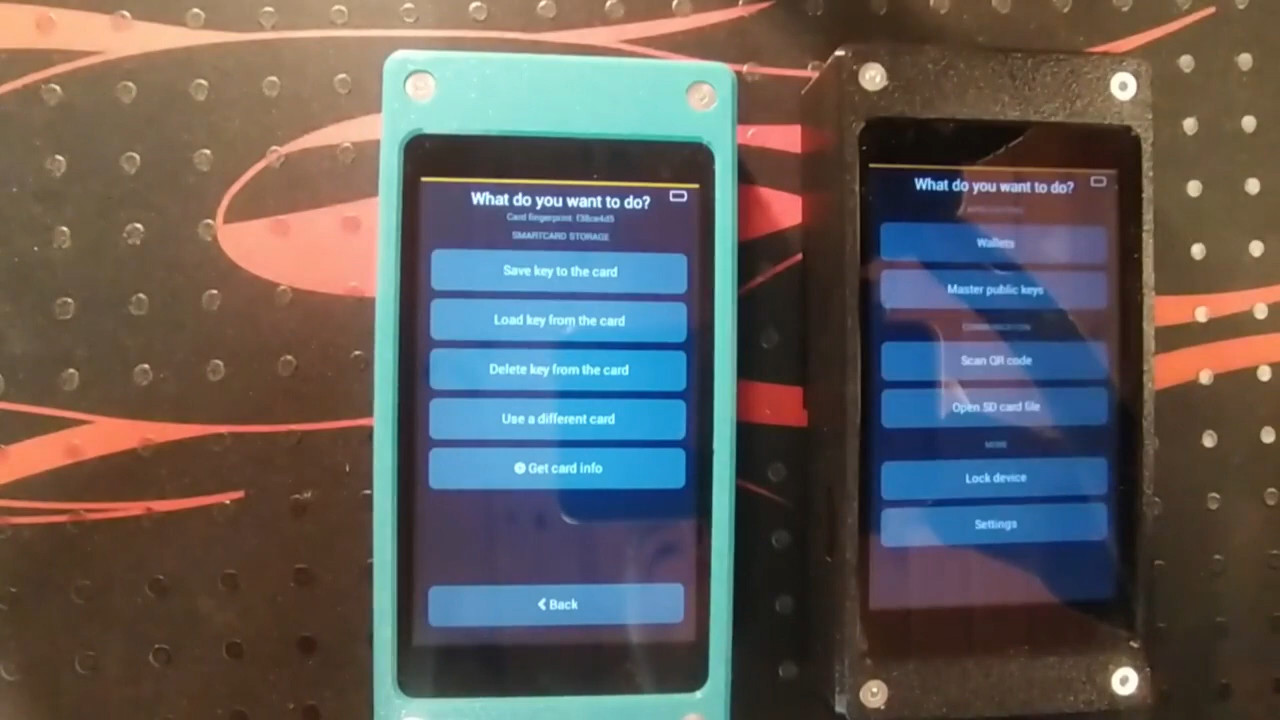 What do you want to do?
Card fingerprint:
SMARTCARD STORAGE
Save key to the card
Load key from the card
Delete key from the card
Use a different card
Get card info
Back
What do you want to do?
Wallets
Master public keys
COMMUNICATION
Scan QR code
Open SD card file
MORE
Lock device
Settings